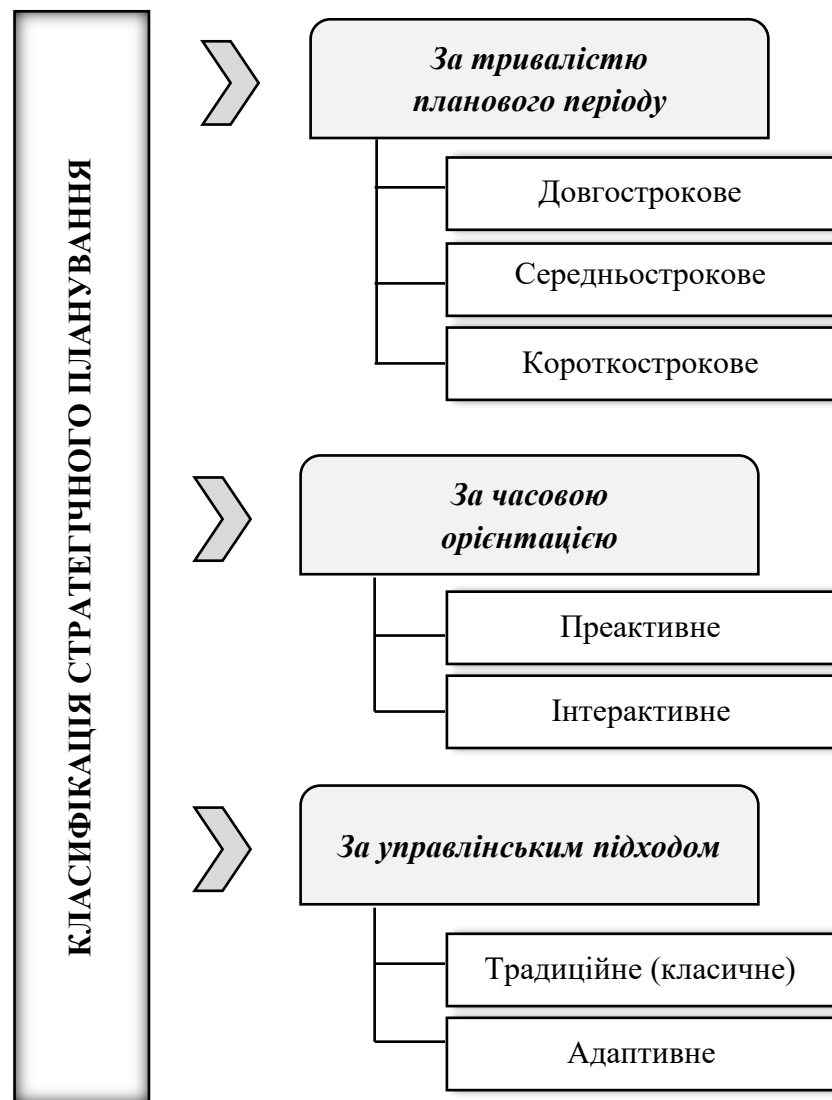 КЛАСИФІКАЦІЯ СТРАТЕГІЧНОГО ПЛАНУВАННЯ
За тривалістю
планового періоду
Довгострокове
Середньострокове
Короткострокове
За часовою
орієнтацією
Преактивне
Інтерактивне
За управлінським підходом
Традиційне (класичне)
Адаптивне